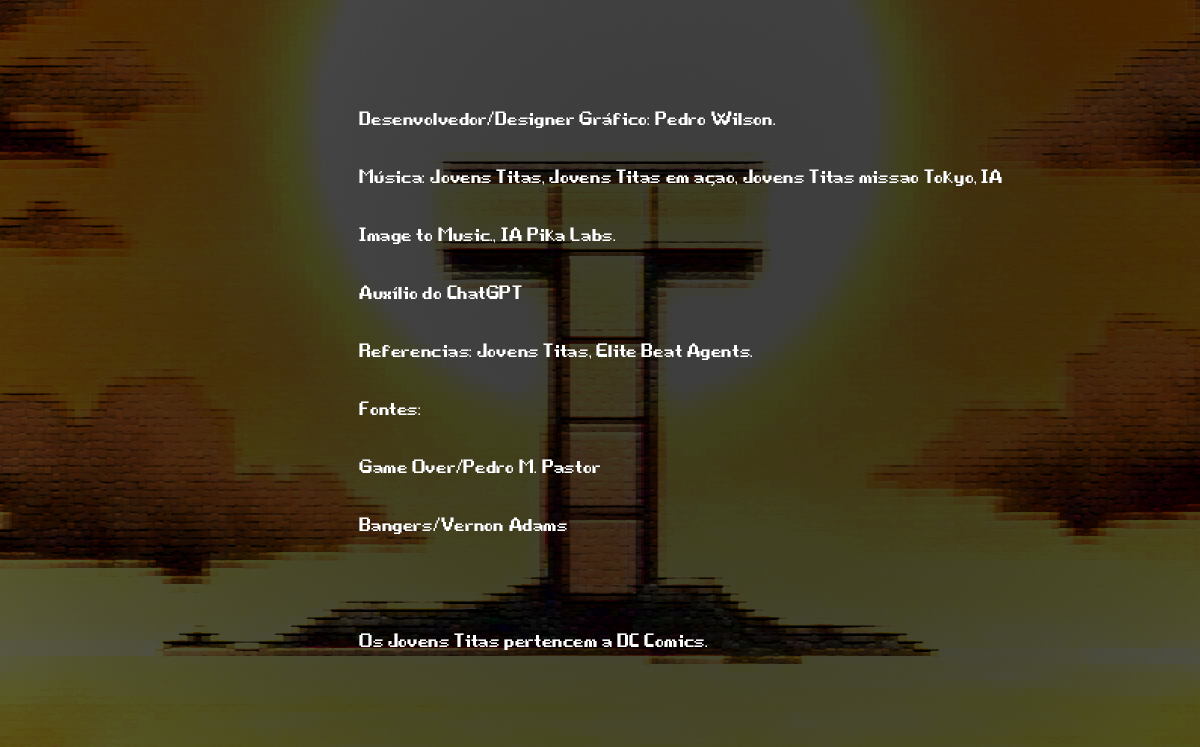 Desenvolvedor/Designer Gráfico: Pedro Wilson.
Música: Jovens Titas, Jovens Titas em açao, Jovens Titas missao Tokyo, IA
Image to Music., IA Pika Labs.
Auxílio do ChatGPT
Referencias: Jovens Titas, Elite Beat Agents.
Fontes:
Game Over/Pedro M. Pastor
Bangers/Vernon Adams
Os Jovens Titas pertencem a DC Comics.